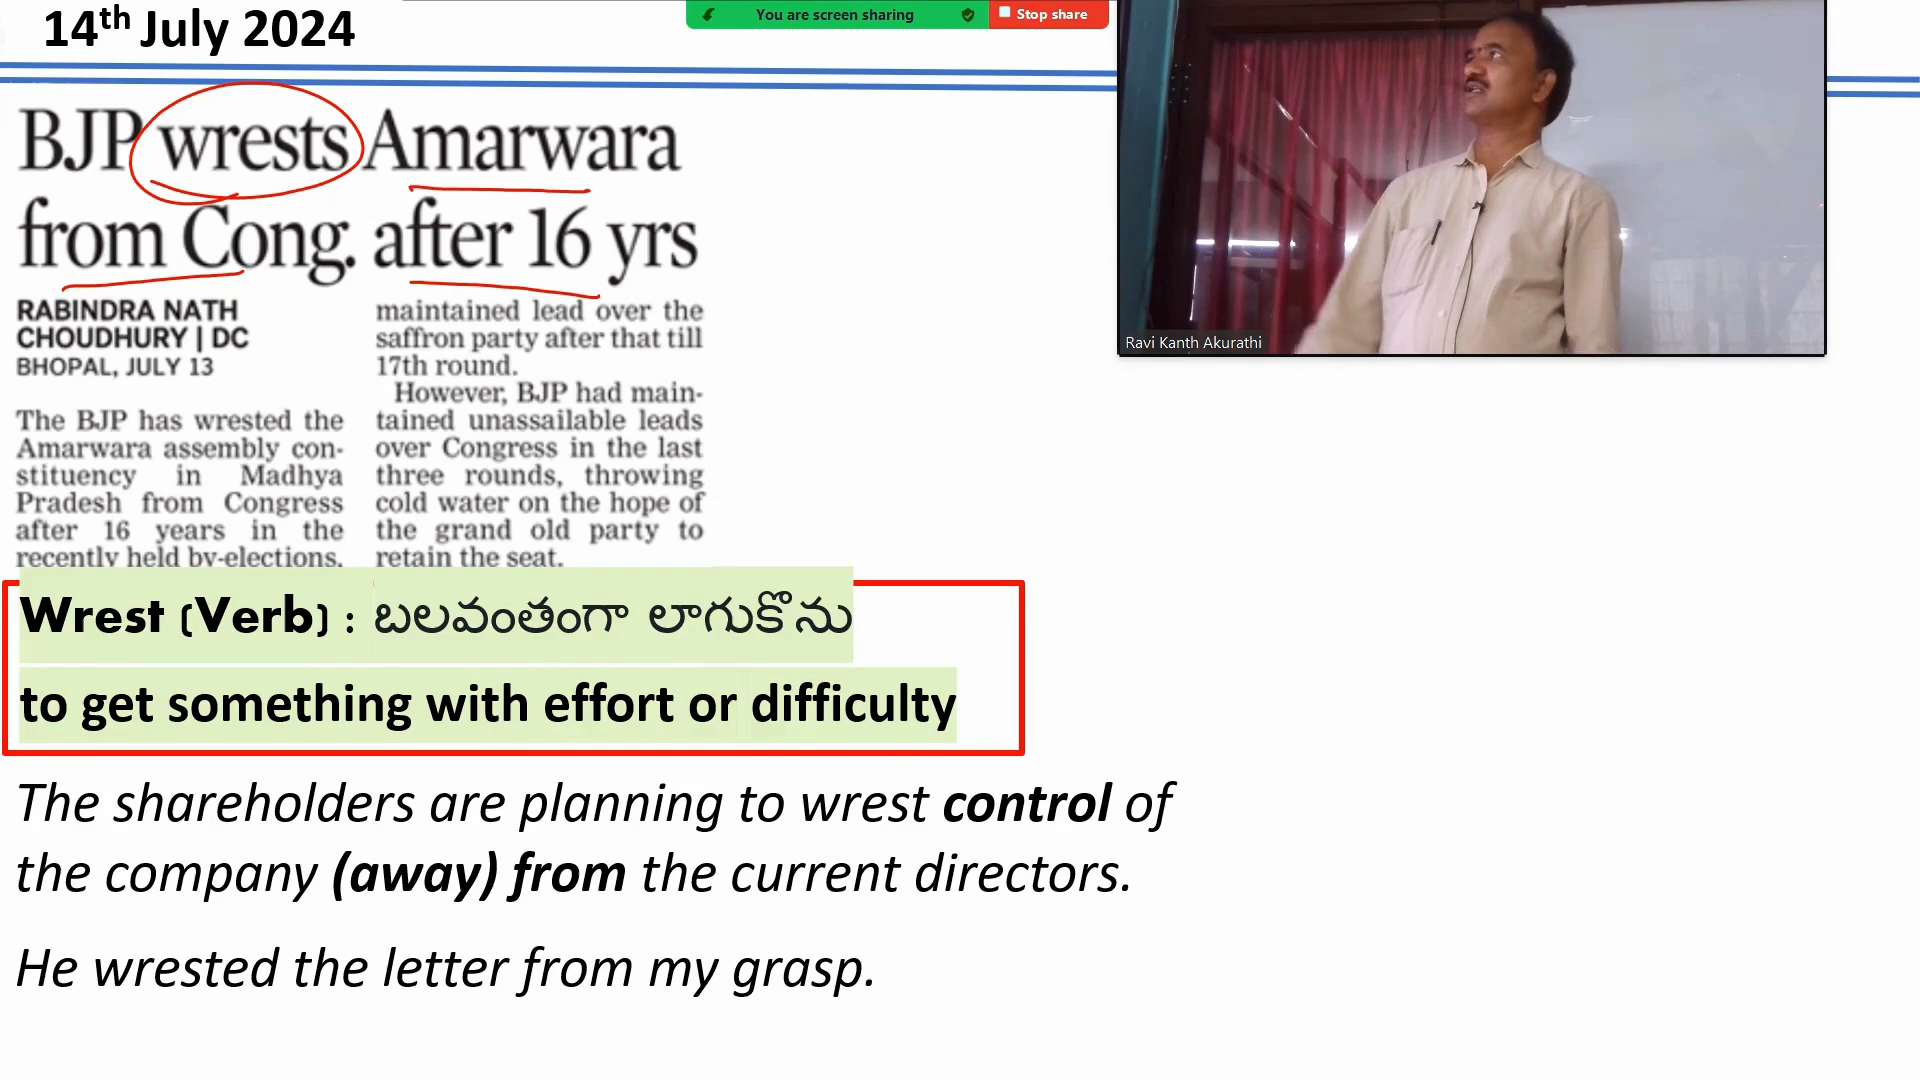 14th July 2024
You are screen sharing
Stop share
BJP wrests Amarwara
from Cong. after 16 yrs
RABINDRA NATH
CHOUDHURY | DC
BHOPAL, JULY 13
The BJP has wrested the
Amarwara assembly con-
stituency in Madhya
Pradesh from Congress
after 16 years in the
recently held by-elections.
maintained lead over the
saffron party after that till
17th round.
However, BJP had main-
tained unassailable leads
over Congress in the last
three rounds, throwing
cold water on the hope of
the grand old party to
retain the seat.
Ravi Kanth Akurathi
Wrest (Verb) : బలవంతంగా లాగుకొను
to get something with effort or difficulty
The shareholders are planning to wrest control of
the company (away) from the current directors.
He wrested the letter from my grasp.